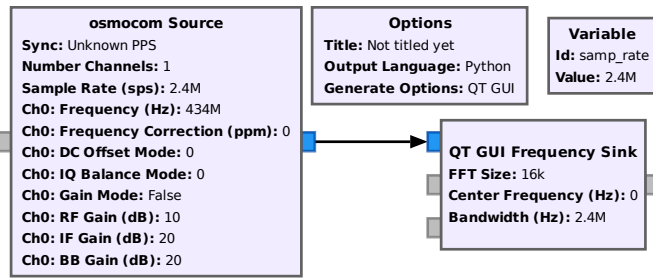 osmocom Source
Sync: Unknown PPS
Number Channels: 1
Sample Rate (sps): 2.4M
Ch0: Frequency (Hz): 434M
Ch0: Frequency Correction (ppm): 0
Ch0: DC Offset Mode: 0
Ch0: IQ Balance Mode: 0
Ch0: Gain Mode: False
Ch0: RF Gain (dB): 10
Ch0: IF Gain (dB): 20
Ch0: BB Gain (dB): 20
Options
Title: Not titled yet
Output Language: Python
Generate Options: QT GUI
Variable
Id: samp_rate
Value: 2.4M
QT GUI Frequency Sink
FFT Size: 16k
Center Frequency (Hz): 0
Bandwidth (Hz): 2.4M